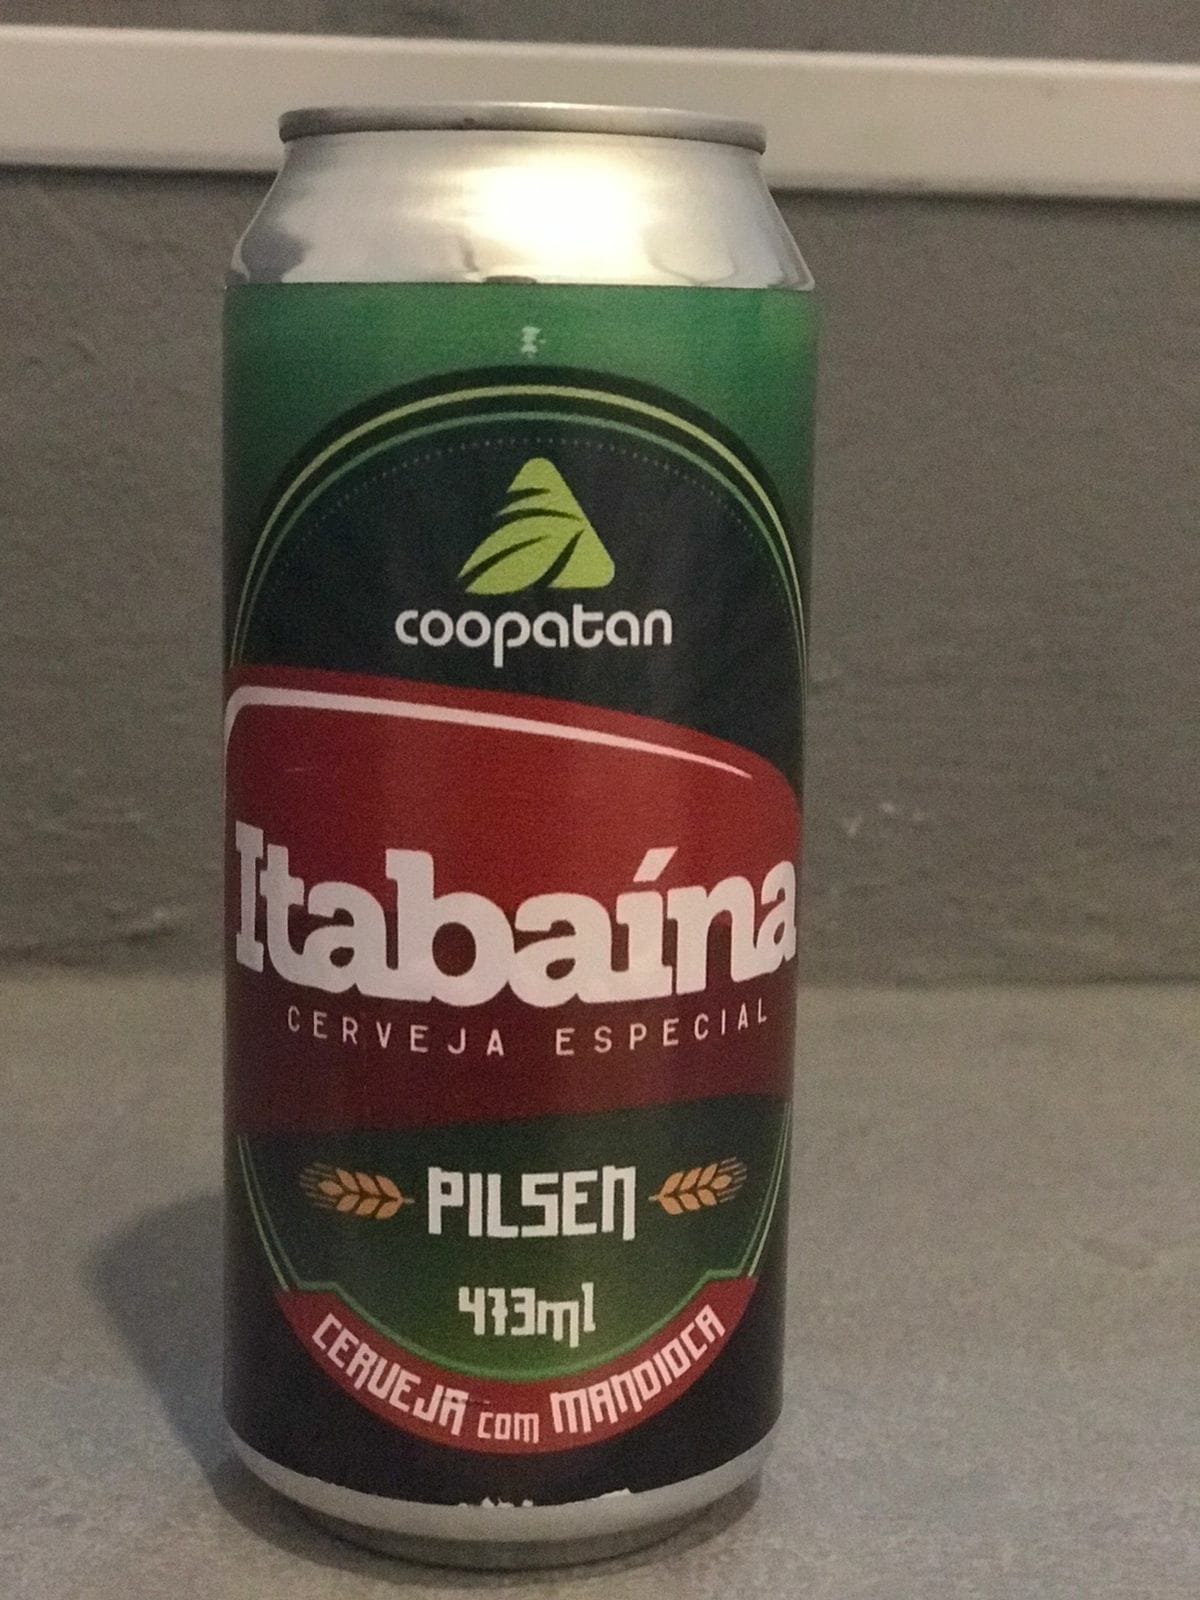 coopatan
Itabaína
CERVEJA ESPECIAL
PILSEN
473ml
CERVEJA com MANDIOCA